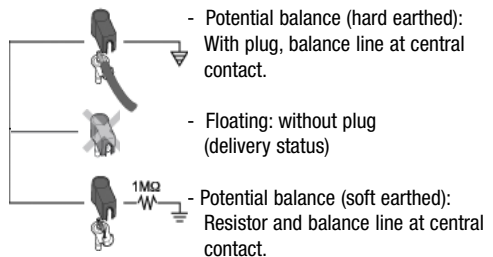 - Potential balance (hard earthed):
With plug, balance line at central
contact.
- Floating: without plug
(delivery status)
1MΩ
- Potential balance (soft earthed):
Resistor and balance line at central
contact.